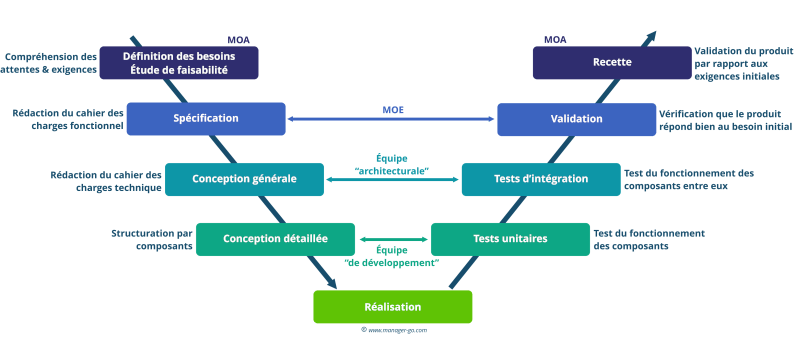 MOA
Compréhension des
attentes & exigences
Définition des besoins
Étude de faisabilité
MOA
Recette
Validation du produit
par rapport aux
exigences initiales
Rédaction du cahier des
charges fonctionnel
Spécification
MOE
Validation
Vérification que le produit
répond bien au besoin initial
Rédaction du cahier des
charges technique
Conception générale
Équipe
“architecturale”
Tests d’intégration
Test du fonctionnement des
composants entre eux
Structuration par
composants
Conception détaillée
Équipe
“de développement”
Tests unitaires
Test du fonctionnement
des composants
Réalisation
© www.manager-go.com